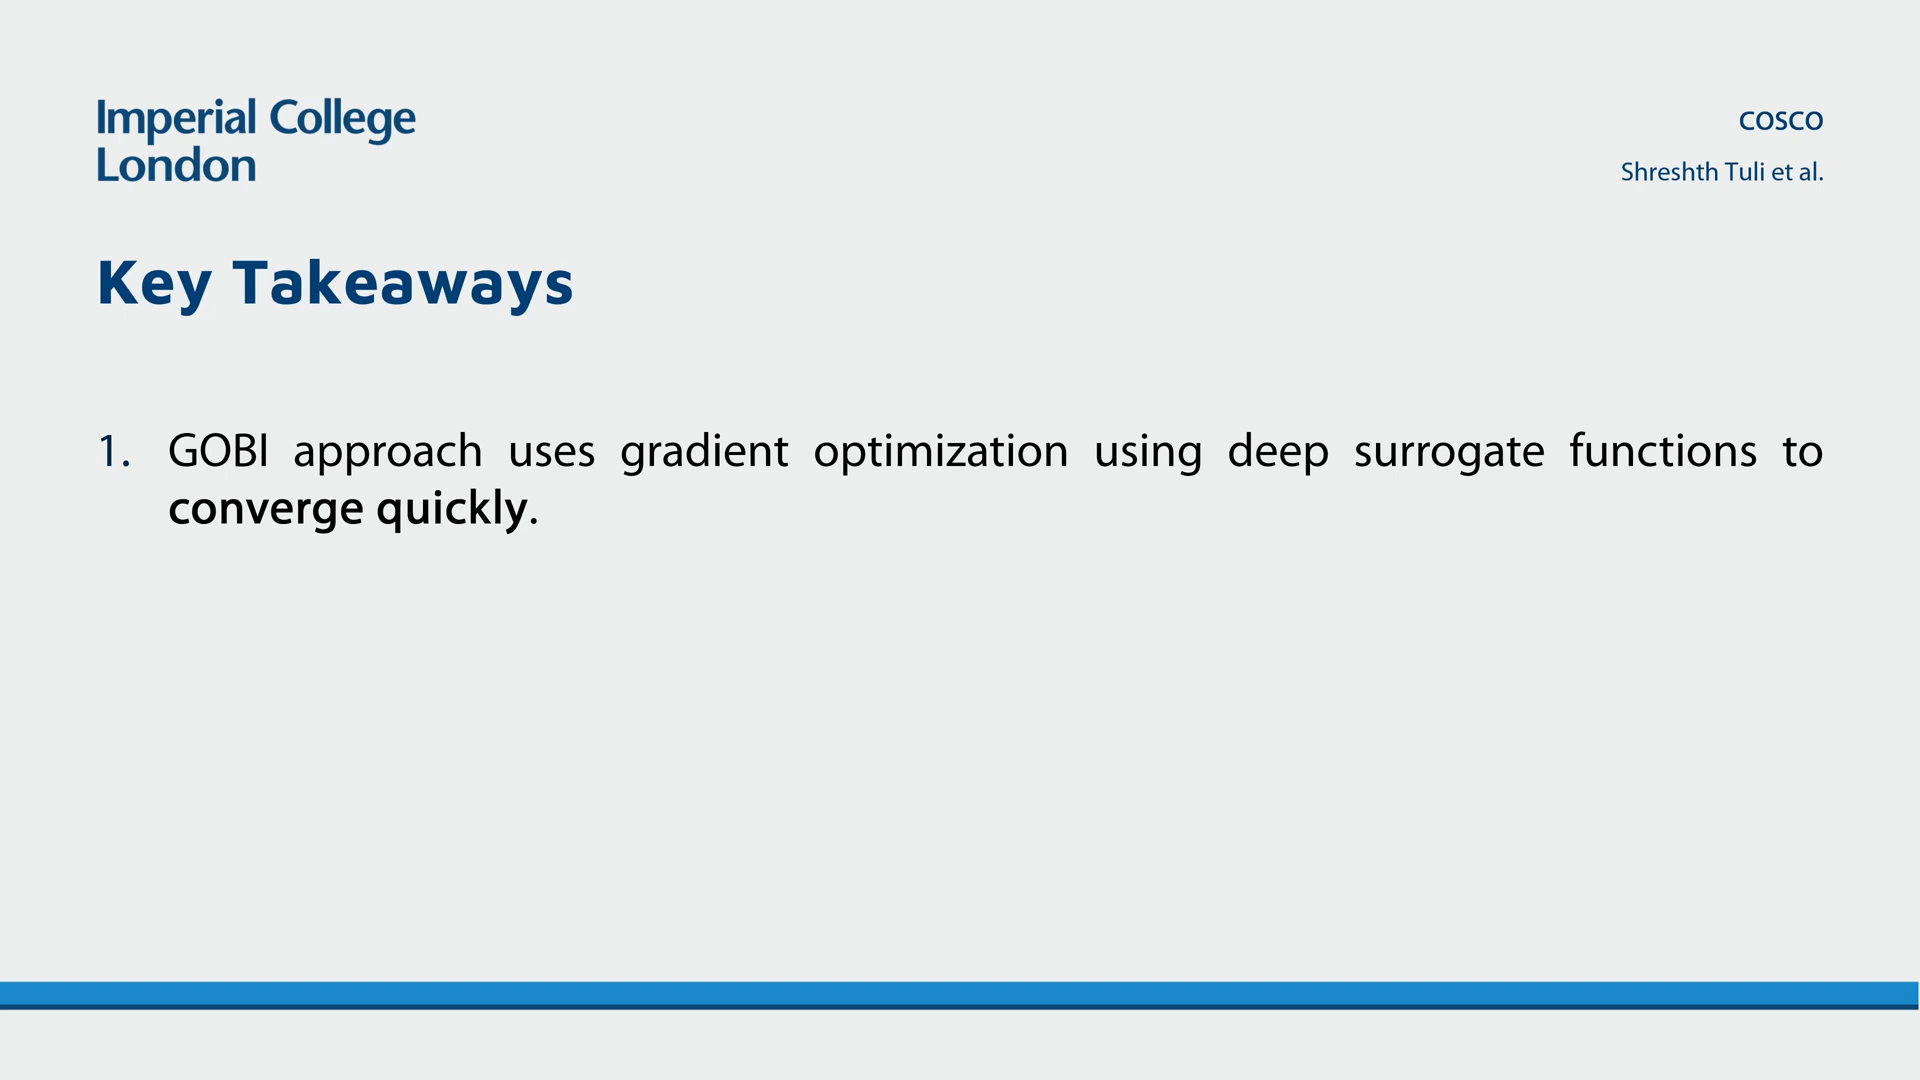 Imperial College
London
COSCO
Shreshth Tuli et al.
Key Takeaways
1. GOBI approach uses gradient optimization using deep surrogate functions to
converge quickly.